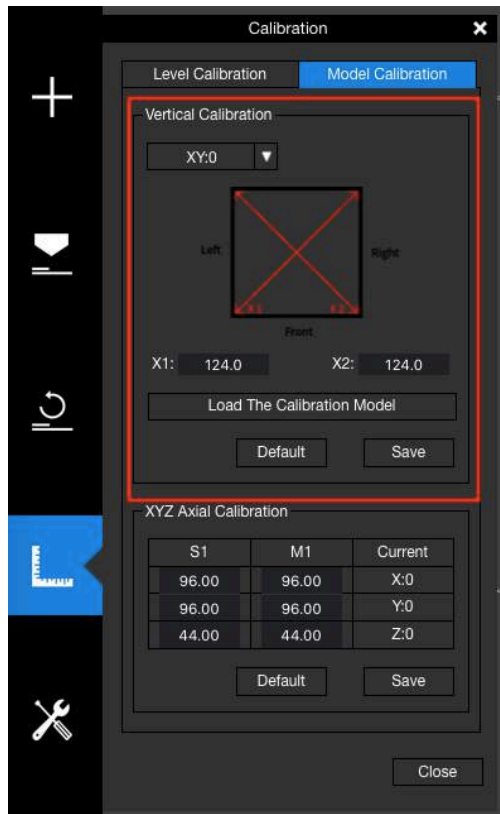 Calibration
Level Calibration Model Calibration
Vertical Calibration
XY:0
Left Right
X1 X2
Front
X1: 124.0 X2: 124.0
Load The Calibration Model
Default Save
XYZ Axial Calibration
S1 M1 Current
96.00 96.00 X:0
96.00 96.00 Y:0
44.00 44.00 Z:0
Default Save
Close